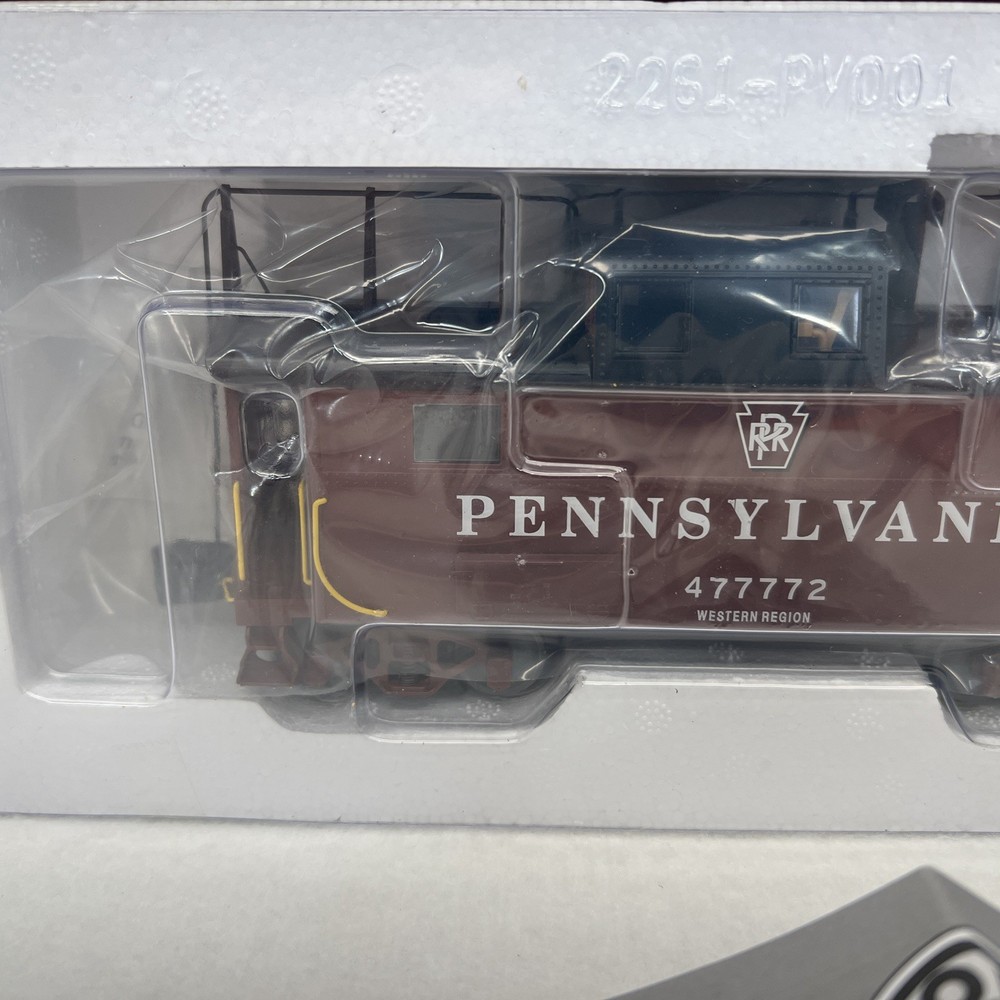 2261-PV001
PRR
PENNSYLVANI
477772
WESTERN REGION